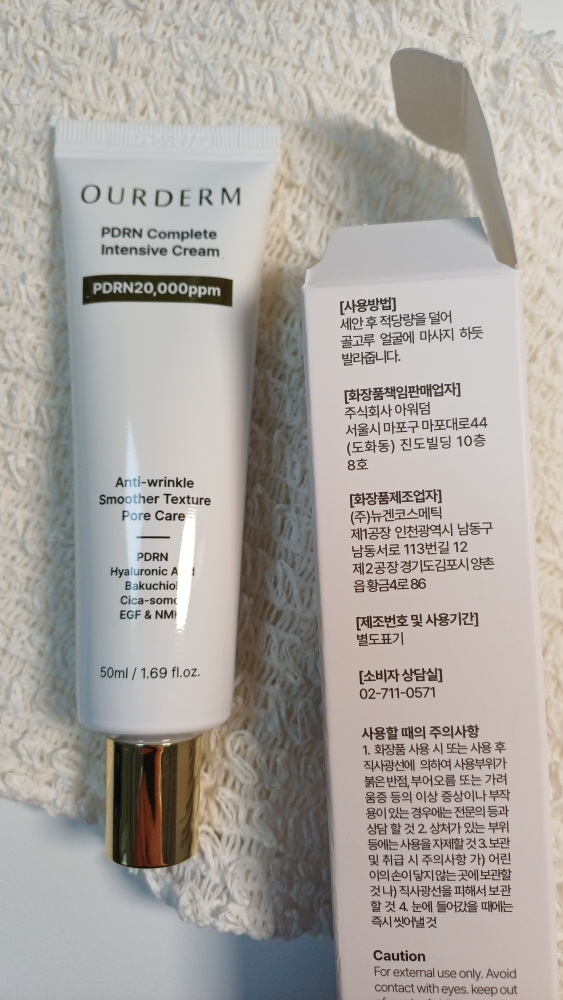 OURDERM
PDRN Complete
Intensive Cream
PDRN20,000ppm
Anti-wrinkle
Smoother Texture
Pore Care
PDRN
Hyaluronic
Bakuchiol
EGF &
50ml / 1.69 fl.oz.
[사용방법]
세안 후 적당량을 덜어
골고루 얼굴에 마사지 하듯
발라줍니다.
[화장품책임판매업자]
주식회사 아워덤
서울시 마포구 마포대로44
(도화동) 진도빌딩 10층
8호
[화장품제조업자]
(주)뉴겐코스메틱
제1공장 인천광역시 남동구
남동서로 113번길 12
제2공장 경기도김포시양촌
읍황금4로86
[제조번호 및 사용기간]
별도표기
[소비자 상담실]
02-711-0571
사용할 때의 주의사항
1. 화장품 사용 시 또는 사용 후
직사광선에 의하여 사용부위가
붉은 반점, 부어오름 또는 가려
움증 등의 이상 증상이나 부작
용이 있는 경우에는 전문의 등과
상담 할 것 2. 상처가 있는 부위
등에는 사용을 자제할 것 3. 보관
및 취급 시 주의사항 가) 어린
이의 손이 닿지 않는 곳에 보관할
것 나) 직사광선을 피해서 보관
할 것 4. 눈에 들어갔을 때에는
즉시 씻어낼 것
Caution
For external use only. Avoid
contact with eyes. keep out